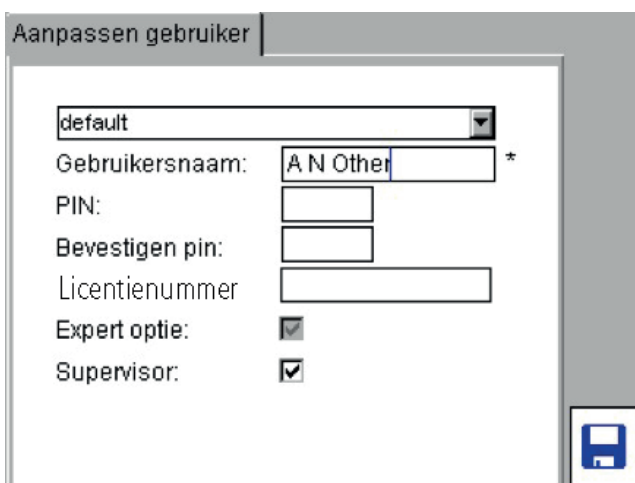 Aanpassen gebruiker
default
Gebruikersnaam: A N Other *
PIN:
Bevestigen pin:
Licentienummer
Expert optie:
Supervisor: